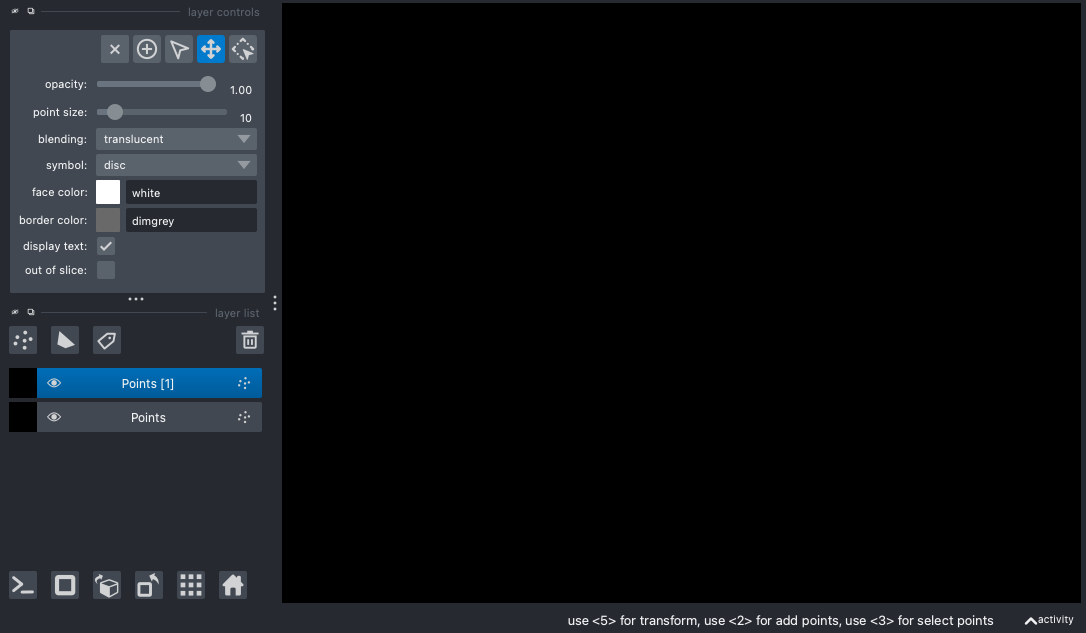 layer controls
opacity: 1.00
point size: 10
blending: translucent
symbol: disc
face color: white
border color: dimgrey
display text:
out of slice:
layer list
Points [1]
Points
use <5> for transform, use <2> for add points, use <3> for select points
activity